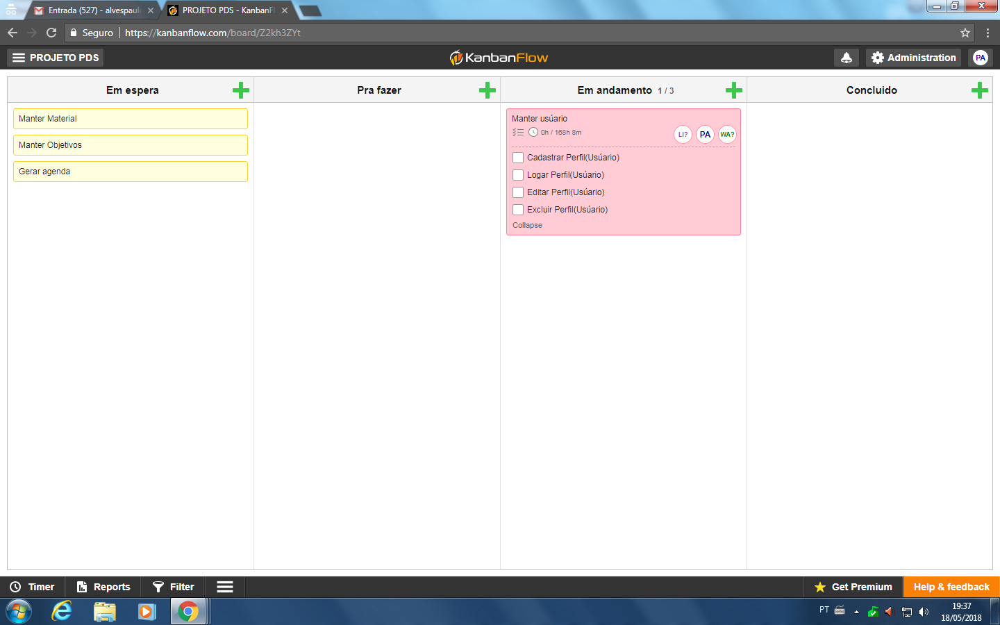 Entrada (527) - alvespaul
PROJETO PDS - KanbanFl
Seguro
https://kanbanflow.com/board/Z2kh3ZYt
PROJETO PDS
KanbanFlow
Administration
PA
Em espera
Pra fazer
Em andamento 1 / 3
Concluido
Manter Material
Manter Objetivos
Gerar agenda
Manter usúario
0h / 168h 8m
LI?
PA
WA?
Cadastrar Perfil(Usúario)
Logar Perfil(Usúario)
Editar Perfil(Usúario)
Excluir Perfil(Usúario)
Collapse
Timer
Reports
Filter
Get Premium
Help & feedback
PT
19:37
18/05/2018